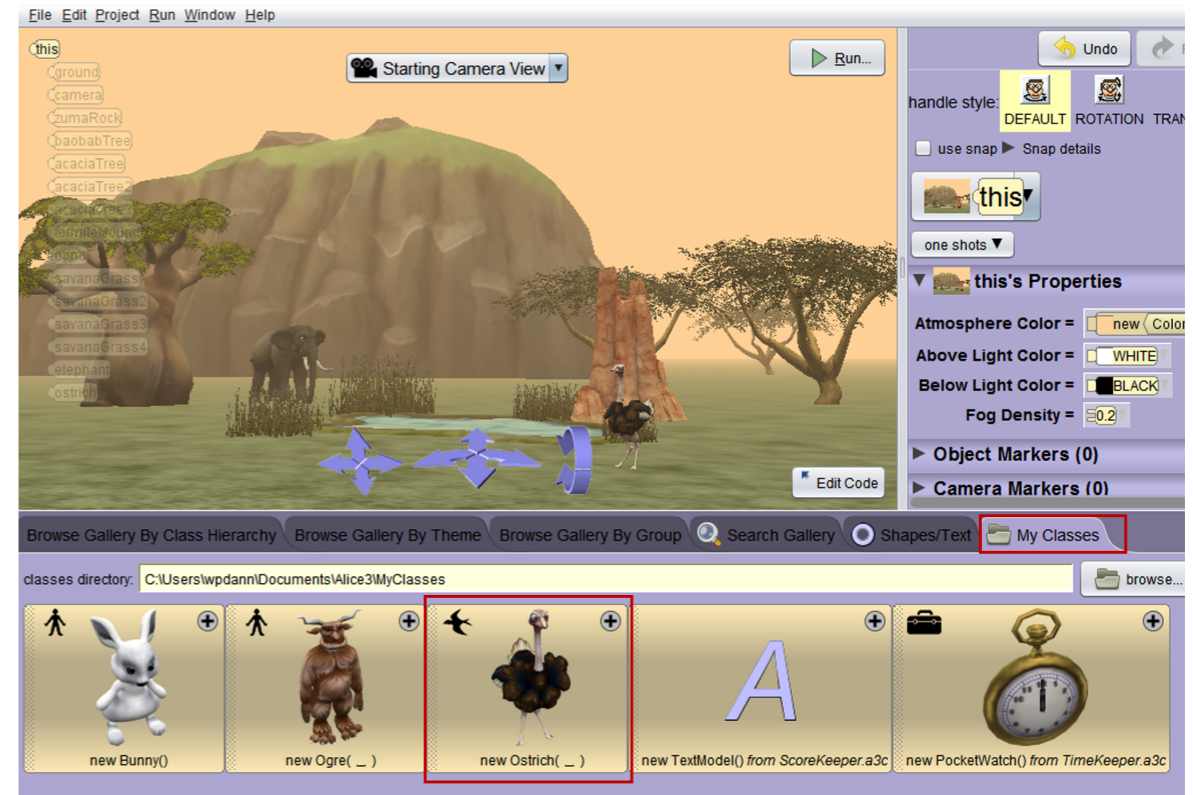 File Edit Project Run Window Help
this
ground
camera
zumaRock
baobabTree
acaciaTree
acaciaTree2
acaciaTree3
termiteMound
pond
savanaGrass
savanaGrass2
savanaGrass3
savanaGrass4
elephant
ostrich
Starting Camera View
Run...
Edit Code
Undo
handle style:
DEFAULT ROTATION TRAN
use snap Snap details
this
one shots
this's Properties
Atmosphere Color = new Color
Above Light Color = WHITE
Below Light Color = BLACK
Fog Density = 0.2
Object Markers (0)
Camera Markers (0)
Browse Gallery By Class Hierarchy Browse Gallery By Theme Browse Gallery By Group Search Gallery Shapes/Text My Classes
classes directory: C:\Users\wpdann\Documents\Alice3\MyClasses browse...
A
new Bunny() new Ogre( _ ) new Ostrich( _ ) new TextModel() from ScoreKeeper.a3c new PocketWatch() from TimeKeeper.a3c